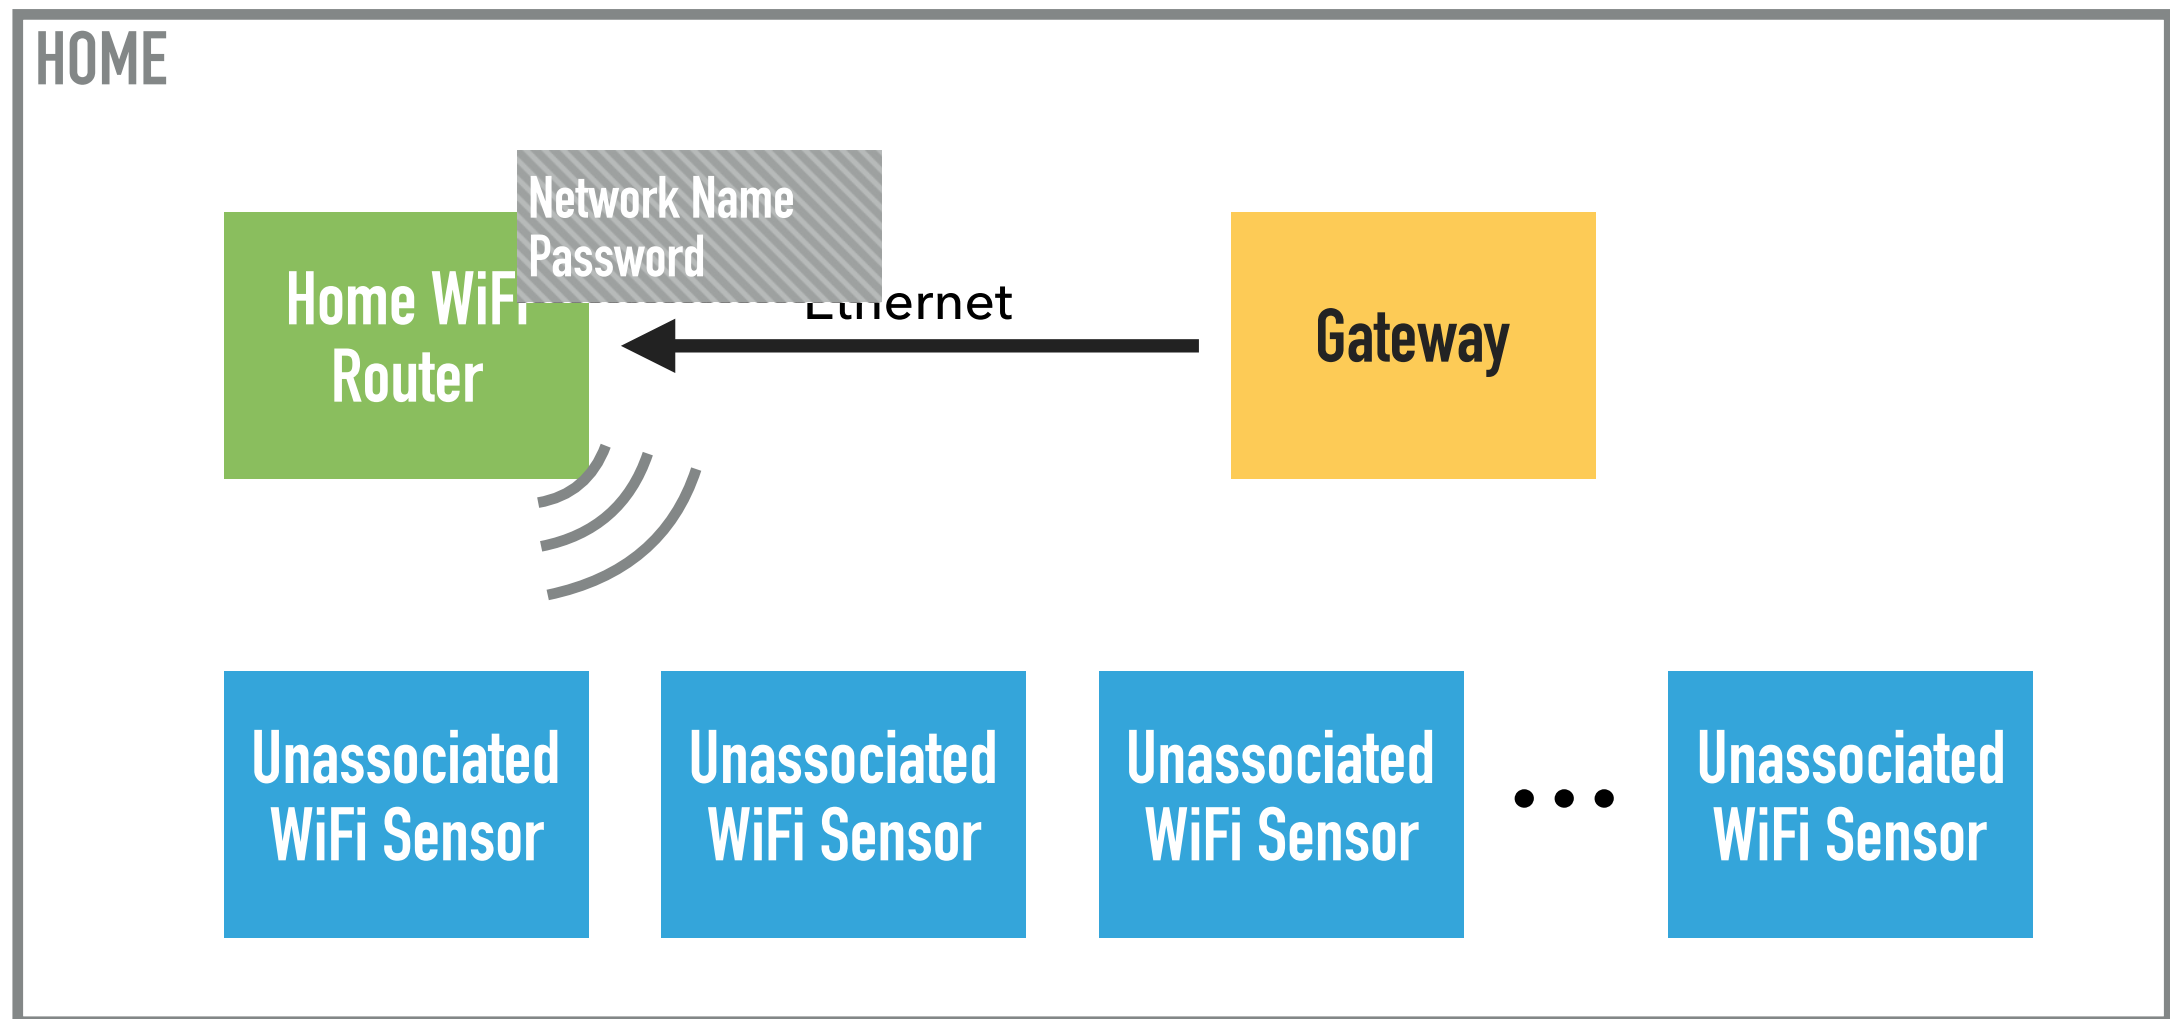 HOME
Network Name
Password
Home WiFi
Router
Ethernet
Gateway
Unassociated
WiFi Sensor
Unassociated
WiFi Sensor
Unassociated
WiFi Sensor
...
Unassociated
WiFi Sensor